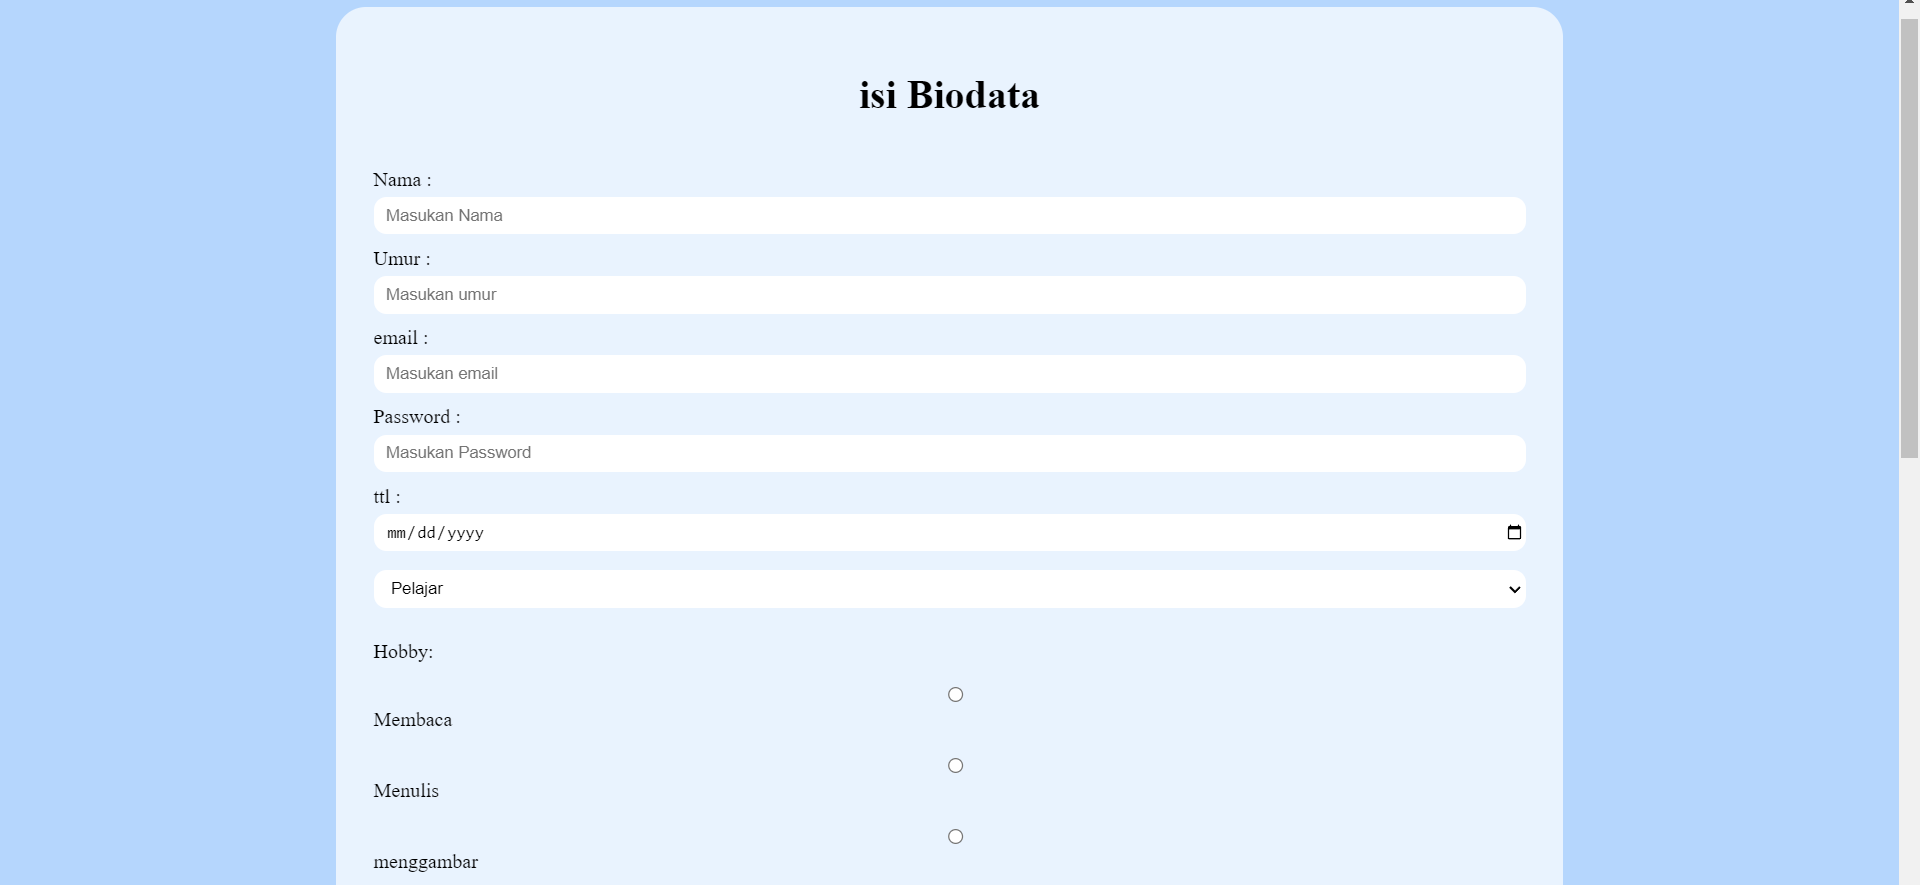 isi Biodata
Nama :
Masukan Nama
Umur :
Masukan umur
email :
Masukan email
Password :
Masukan Password
ttl :
mm/dd/yyyy
Pelajar
Hobby:
Membaca
Menulis
menggambar